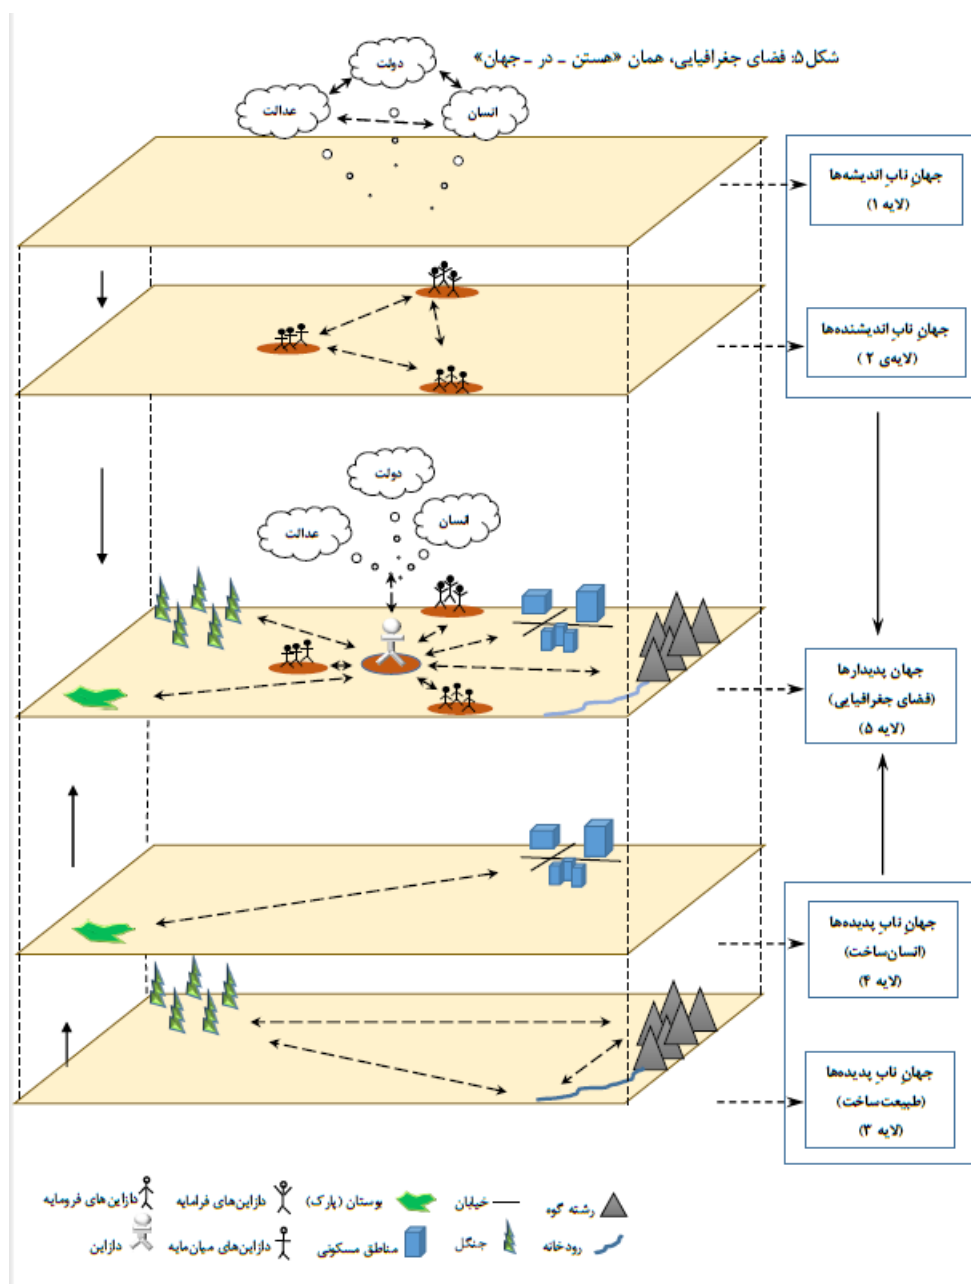 شکل۵: فضای جغرافیایی، همان «هستن ـ در ـ جهان»
دولت
عدالت
انسان
جهانِ نابِ اندیشه‌ها
(لایه ۱)
جهانِ نابِ اندیشنده‌ها
(لایه‌ی ۲)
دولت
عدالت
انسان
جهان پدیدارها
(فضای جغرافیایی)
(لایه ۵)
جهانِ نابِ پدیده‌ها
(انسان‌ساخت)
(لایه ۴)
جهانِ نابِ پدیده‌ها
(طبیعت‌ساخت)
(لایه ۳)
رشته گوه
خیابان
بوستان (پارک)
دازاین‌های فرامایه
دازاین‌های فرومایه
رودخانه
جنگل
مناطق مسکونی
دازاین‌های میان‌مایه
دازاین